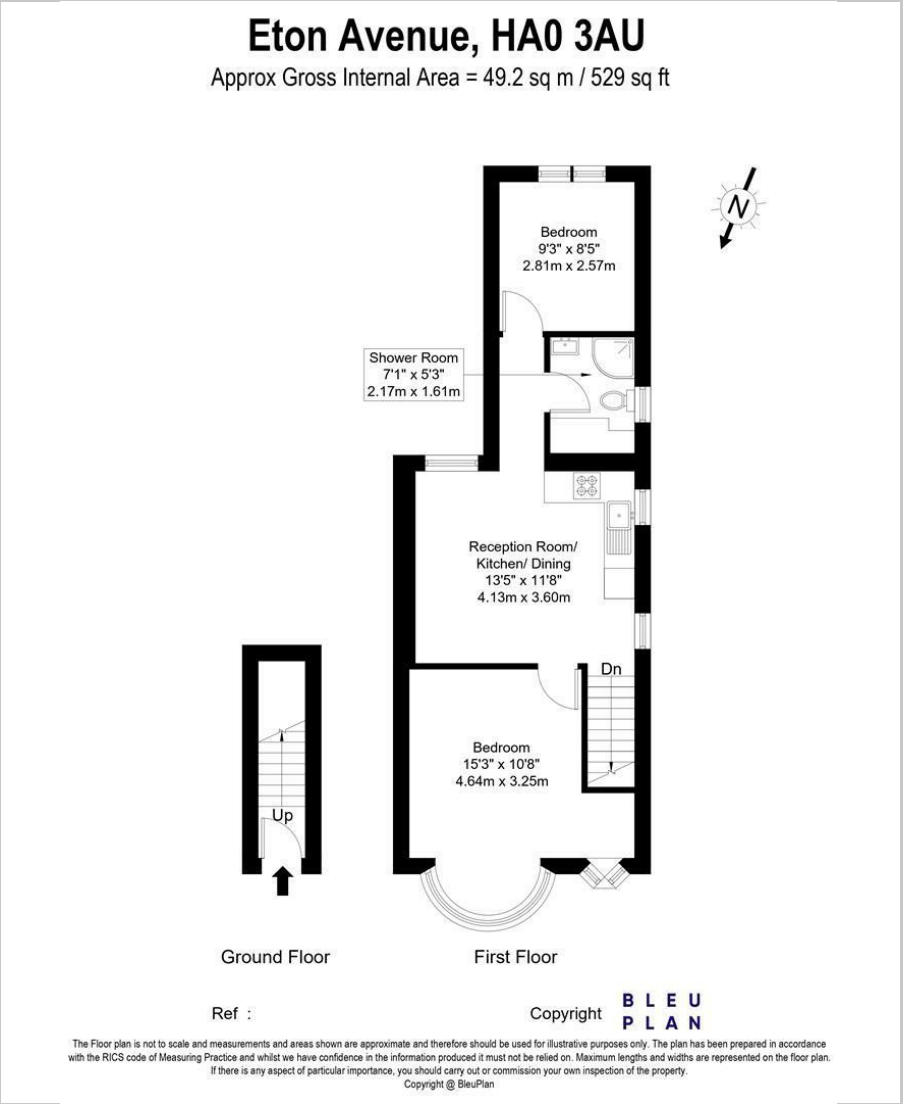 Eton Avenue, HA0 3AU
Approx Gross Internal Area = 49.2 sq m / 529 sq ft
N
Bedroom
9'3" x 8'5"
2.81m x 2.57m
Shower Room
7'1" x 5'3"
2.17m x 1.61m
Reception Room/
Kitchen/ Dining
13'5" x 11'8"
4.13m x 3.60m
Dn
Bedroom
15'3" x 10'8"
4.64m x 3.25m
Up
Ground Floor
First Floor
Ref :
Copyright
BLEU
PLAN
The Floor plan is not to scale and measurements and areas shown are approximate and therefore should be used for illustrative purposes only. The plan has been prepared in accordance
with the RICS code of Measuring Practice and whilst we have confidence in the information produced it must not be relied on. Maximum lengths and widths are represented on the floor plan.
If there is any aspect of particular importance, you should carry out or commission your own inspection of the property.
Copyright @ BleuPlan